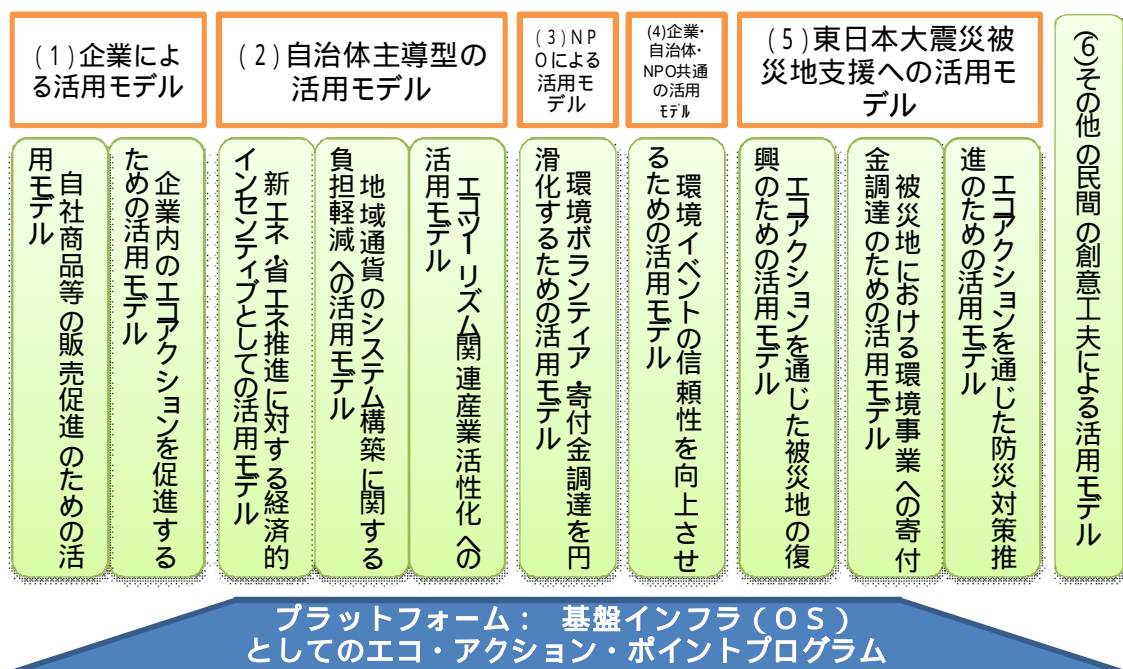 (1)企業によ
る活用モデル
(2)自治体主導型の
活用モデル
(3)NP
Oによる
活用モ
デル
(4)企業・
自治体・
NPO共通
の活用
モデル
(5)東日本大震災被
災地支援への活用モ
デル
(6)その他の民間の創意工夫による活用モデル
自社商品等の販売促進のための活
用モデル
企業内のエコアクションを促進する
ための活用モデル
新エネ・省エネ推進に対する経済的
インセンティブとしての活用モデル
地域通貨のシステム構築に関する
負担軽減への活用モデル
エコツーリズム関連産業活性化への
活用モデル
環境ボランティア・寄付金調達を円
滑化するための活用モデル
環境イベントの信頼性を向上させ
るための活用モデル
エコアクションを通じた被災地の復
興のための活用モデル
被災地における環境事業への寄付
金調達のための活用モデル
エコアクションを通じた防災対策推
進のための活用モデル
プラットフォーム： 基盤インフラ（OS）
としてのエコ・アクション・ポイントプログラム